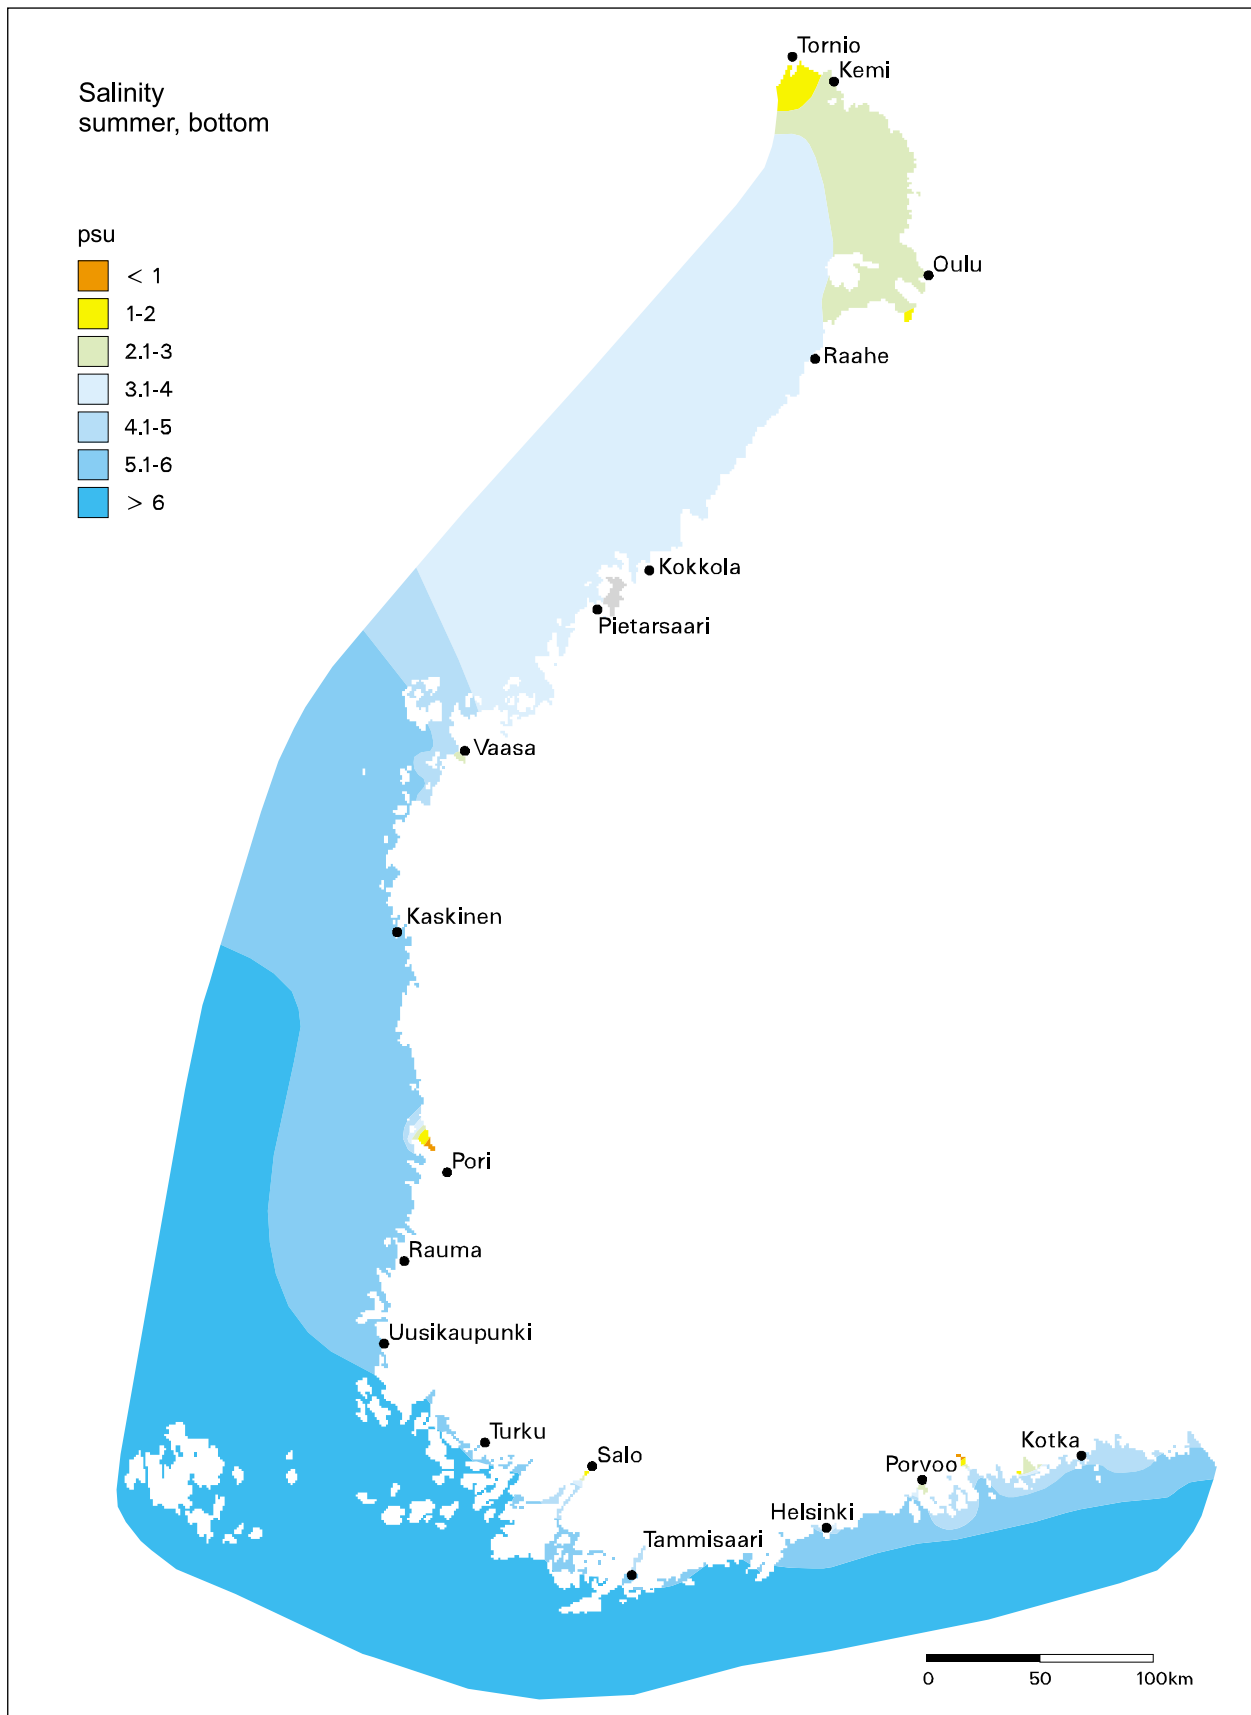 Salinity
summer, bottom
psu
< 1
1-2
2.1-3
3.1-4
4.1-5
5.1-6
> 6
Tornio
Kemi
Oulu
Raahe
Kokkola
Pietarsaari
Vaasa
Kaskinen
Pori
Rauma
Uusikaupunki
Turku
Salo
Kotka
Porvoo
Helsinki
Tammisaari
0 50 100km